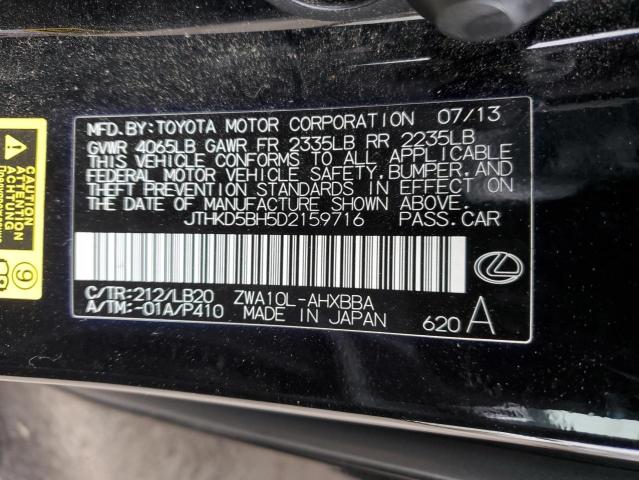 MFD. BY: TOYOTA MOTOR CORPORATION 07/13
GVWR 4065LB GAWR FR 2335LB RR 2235LB
THIS VEHICLE CONFORMS TO ALL APPLICABLE
FEDERAL MOTOR VEHICLE SAFETY, BUMPER, AND
THEFT PREVENTION STANDARDS IN EFFECT ON
THE DATE OF MANUFACTURE SHOWN ABOVE.
JTHKD5BH5D2159716 PASS. CAR
C/TR: 212/LB20 ZWA10L-AHXBBA
A/TM: -01A/P410 MADE IN JAPAN 620 A
CAUTION
ATTENTION
9